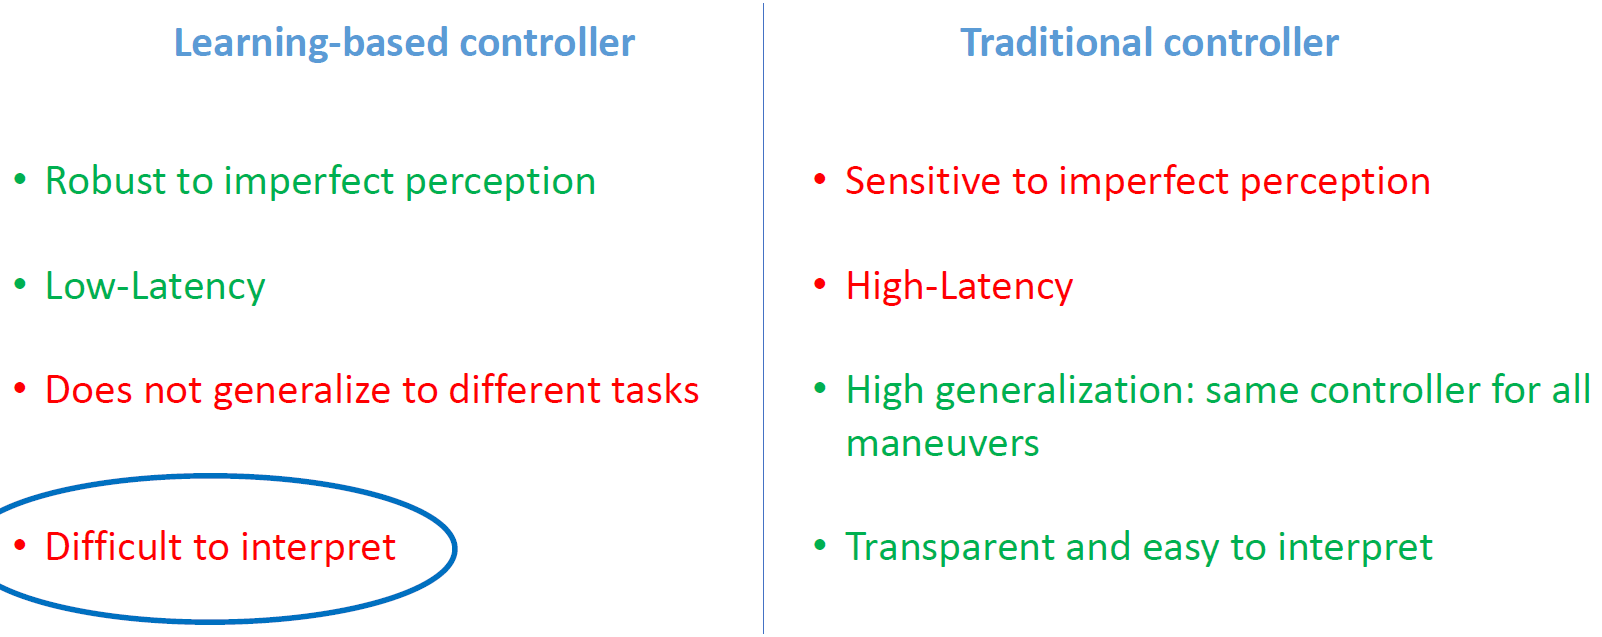 Learning-based controller
• Robust to imperfect perception
• Low-Latency
• Does not generalize to different tasks
• Difficult to interpret
Traditional controller
• Sensitive to imperfect perception
• High-Latency
• High generalization: same controller for all
maneuvers
• Transparent and easy to interpret